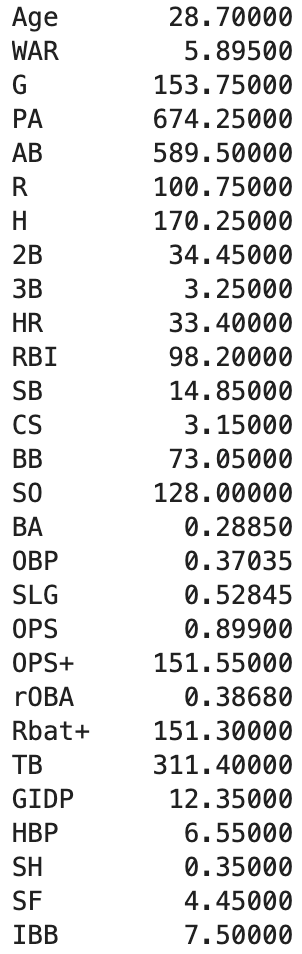 Age 28.70000
WAR 5.89500
G 153.75000
PA 674.25000
AB 589.50000
R 100.75000
H 170.25000
2B 34.45000
3B 3.25000
HR 33.40000
RBI 98.20000
SB 14.85000
CS 3.15000
BB 73.05000
SO 128.00000
BA 0.28850
OBP 0.37035
SLG 0.52845
OPS 0.89900
OPS+ 151.55000
rOBA 0.38680
Rbat+ 151.30000
TB 311.40000
GIDP 12.35000
HBP 6.55000
SH 0.35000
SF 4.45000
IBB 7.50000